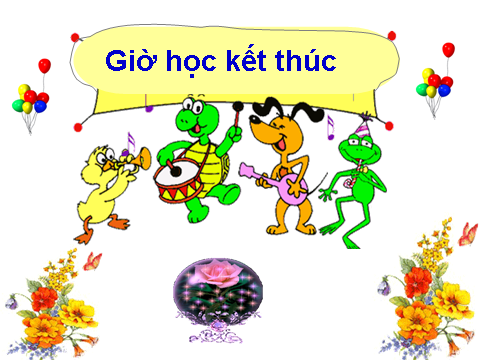 Giờ học kết thúc